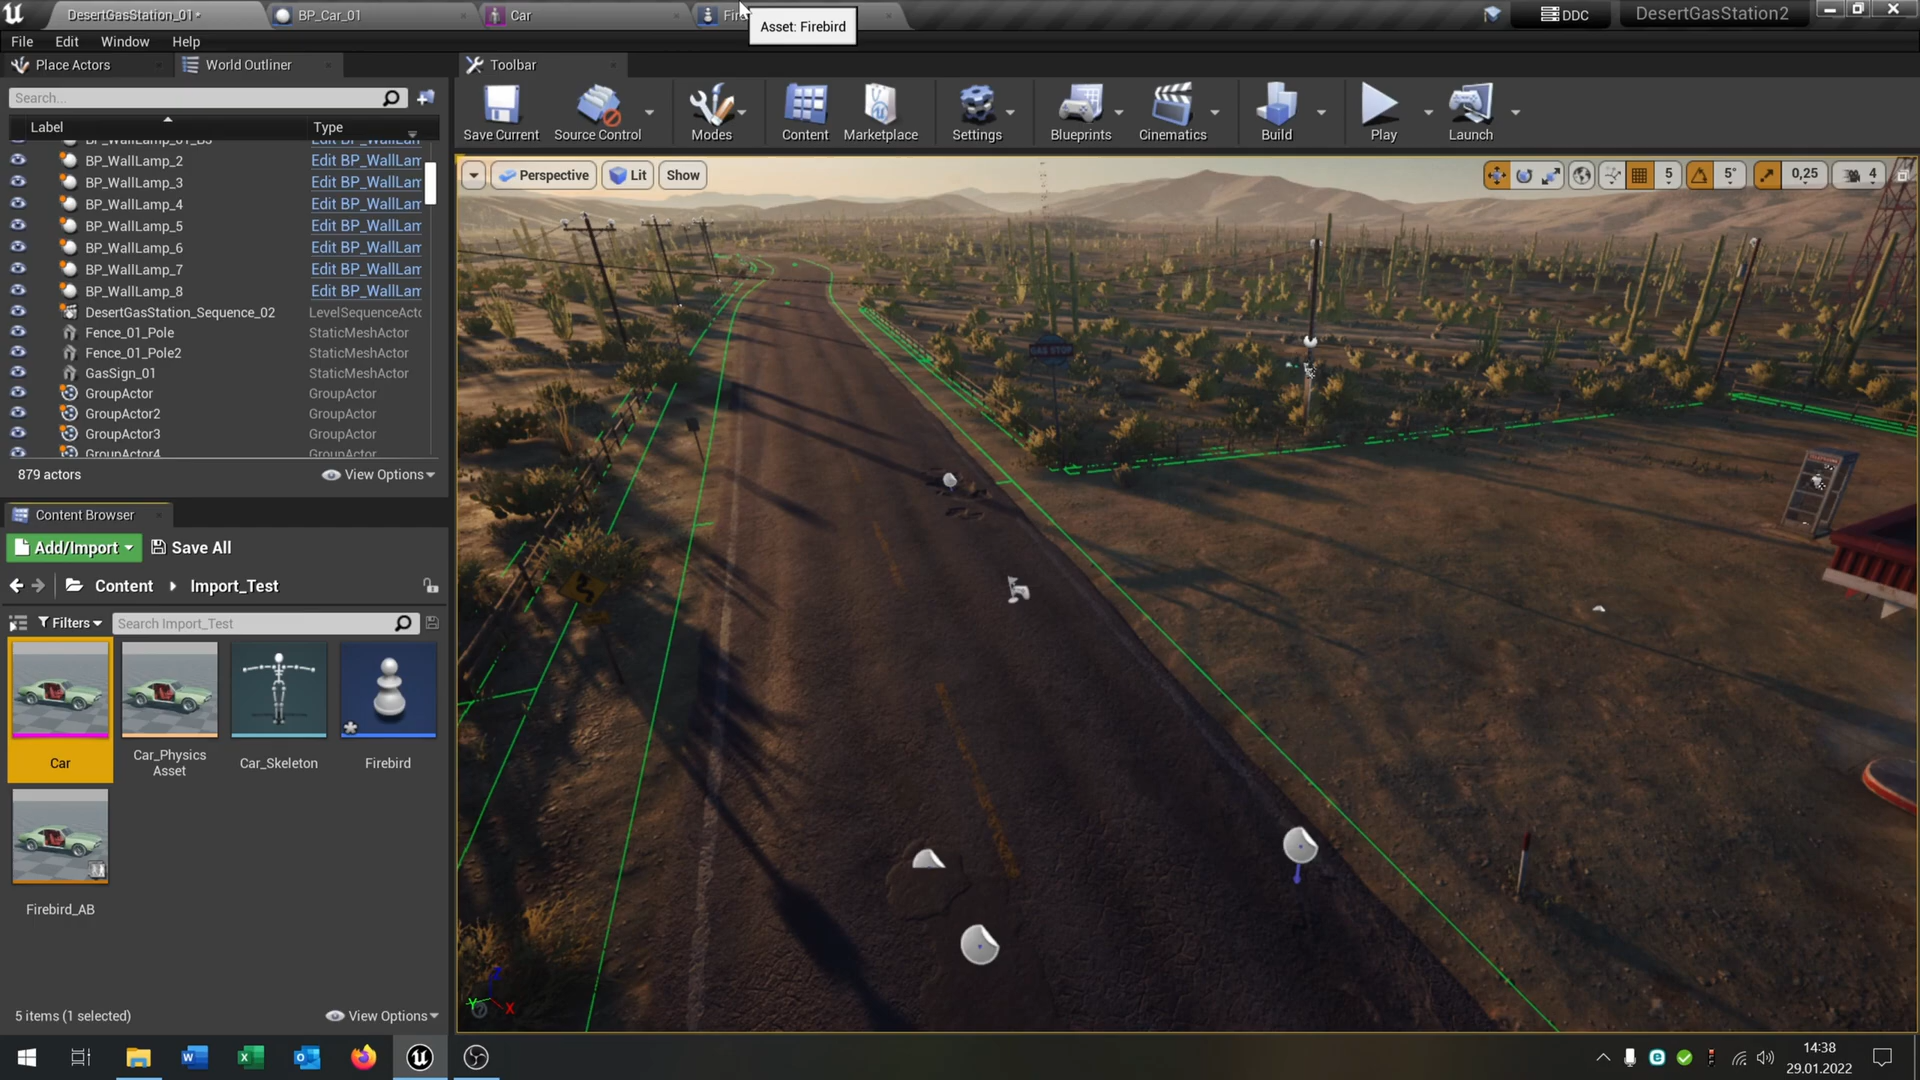 DesertGasStation_01*
BP_Car_01
Car
Fire
Asset: Firebird
DDC
DesertGasStation2
File
Edit
Window
Help
Place Actors
World Outliner
Toolbar
Search...
Label
Type
BP_WallLamp_2
Edit BP_WallLam
BP_WallLamp_3
Edit BP_WallLam
BP_WallLamp_4
Edit BP_WallLam
BP_WallLamp_5
Edit BP_WallLam
BP_WallLamp_6
Edit BP_WallLam
BP_WallLamp_7
Edit BP_WallLam
BP_WallLamp_8
Edit BP_WallLam
DesertGasStation_Sequence_02
LevelSequenceActo
Fence_01_Pole
StaticMeshActor
Fence_01_Pole2
StaticMeshActor
GasSign_01
StaticMeshActor
GroupActor
GroupActor
GroupActor2
GroupActor
GroupActor3
GroupActor
GroupActor4
GroupActor
879 actors
View Options
Save Current
Source Control
Modes
Content
Marketplace
Settings
Blueprints
Cinematics
Build
Play
Launch
Perspective
Lit
Show
5
5°
0,25
4
GAS STOP
Content Browser
Add/Import
Save All
Content
Import_Test
Filters
Search Import_Test
Car
Car_Physics
Asset
Car_Skeleton
Firebird
Firebird_AB
5 items (1 selected)
View Options
Z
Y
X
14:38
29.01.2022